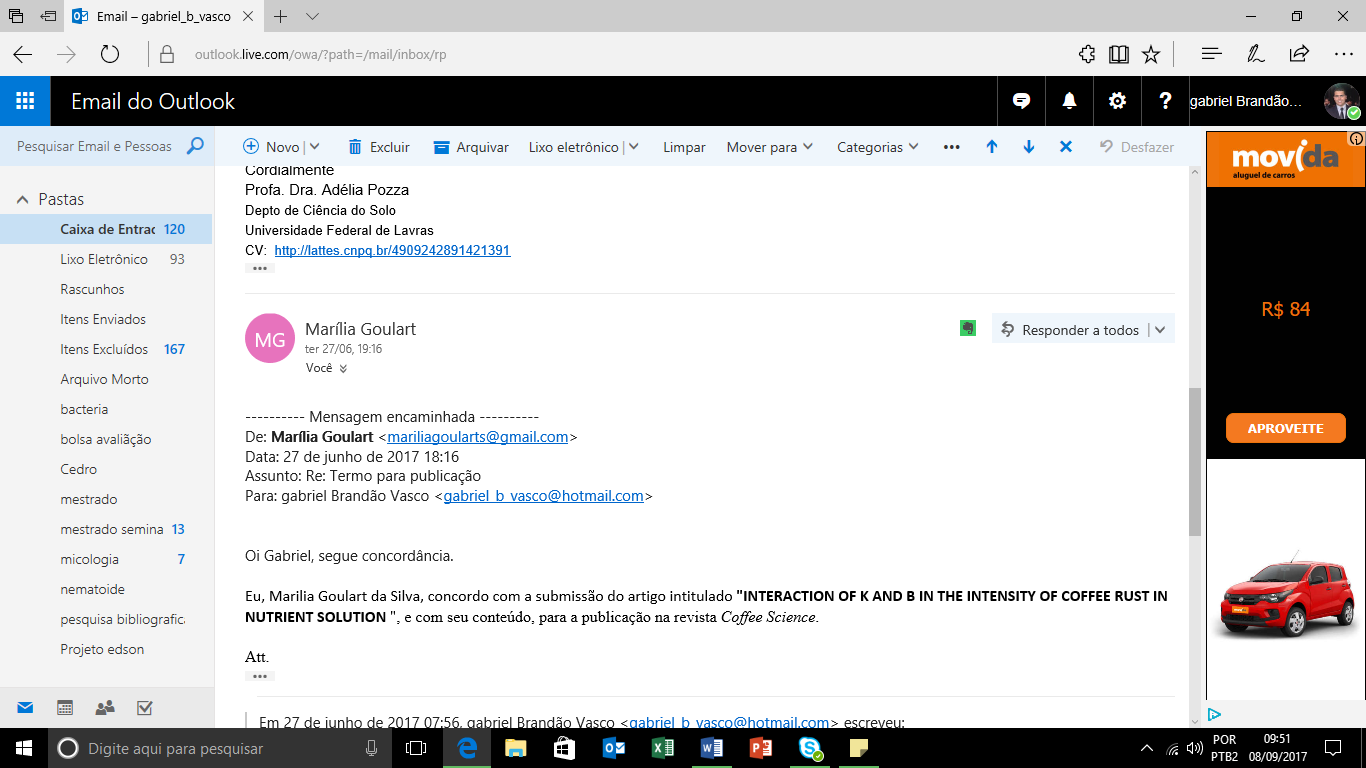 Email – gabriel_b_vasco
outlook.live.com/owa/?path=/mail/inbox/rp
Email do Outlook
gabriel Brandão...
Pesquisar Email e Pessoas
Novo
Excluir
Arquivar
Lixo eletrônico
Limpar
Mover para
Categorias
Desfazer
Pastas
Caixa de Entrac 120
Lixo Eletrônico 93
Rascunhos
Itens Enviados
Itens Excluídos 167
Arquivo Morto
bacteria
bolsa avaliãção
Cedro
mestrado
mestrado semina 13
micologia 7
nematoide
pesquisa bibliografica
Projeto edson
Cordialmente
Profa. Dra. Adélia Pozza
Depto de Ciência do Solo
Universidade Federal de Lavras
CV: http://lattes.cnpq.br/4909242891421391
MG
Marília Goulart
ter 27/06, 19:16
Você
Responder a todos
---------- Mensagem encaminhada ----------
De: Marília Goulart <mariliagoularts@gmail.com>
Data: 27 de junho de 2017 18:16
Assunto: Re: Termo para publicação
Para: gabriel Brandão Vasco <gabriel_b_vasco@hotmail.com>
Oi Gabriel, segue concordância.
Eu, Marilia Goulart da Silva, concordo com a submissão do artigo intitulado "INTERACTION OF K AND B IN THE INTENSITY OF COFFEE RUST IN
NUTRIENT SOLUTION ", e com seu conteúdo, para a publicação na revista Coffee Science.
Att.
Em 27 de junho de 2017 07:56, gabriel Brandão Vasco <gabriel_b_vasco@hotmail.com> escreveu:
movida
aluguel de carros
R$ 84
APROVEITE
Digite aqui para pesquisar
POR
PTB2
09:51
08/09/2017